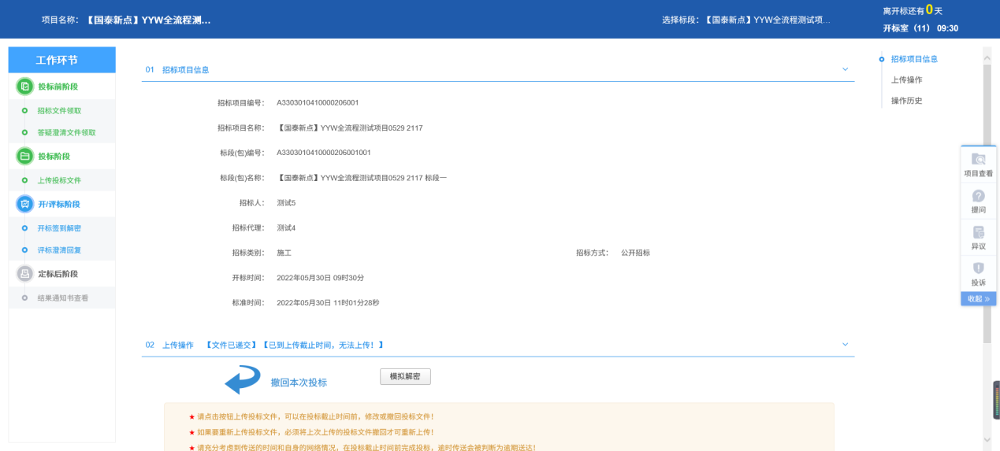 项目名称：【国泰新点】YYW全流程测...
选择标段：【国泰新点】YYW全流程测试项...
离开标还有0天
开标室（11） 09:30
工作环节
投标前阶段
招标文件领取
答疑澄清文件领取
投标阶段
上传投标文件
开/评标阶段
开标签到解密
评标澄清回复
定标后阶段
结果通知书查看
01 招标项目信息
招标项目编号： A3303010410000206001
招标项目名称： 【国泰新点】YYW全流程测试项目0529 2117
标段(包)编号： A3303010410000206001001
标段(包)名称： 【国泰新点】YYW全流程测试项目0529 2117 标段一
招标人： 测试5
招标代理： 测试4
招标类别： 施工 招标方式： 公开招标
开标时间： 2022年05月30日 09时30分
标准时间： 2022年05月30日 11时01分28秒
02 上传操作 【文件已递交】【已到上传截止时间，无法上传！】
撤回本次投标
模拟解密
★ 请点击按钮上传投标文件，可以在投标截止时间前，修改或撤回投标文件！
★ 如果要重新上传投标文件，必须将上次上传的投标文件撤回才可重新上传！
★ 请充分考虑到传送的时间和自身的网络情况，在投标截止时间前完成投标，逾时传送会被判断为逾期送达！
招标项目信息
上传操作
操作历史
项目查看
提问
异议
投诉
收起 »